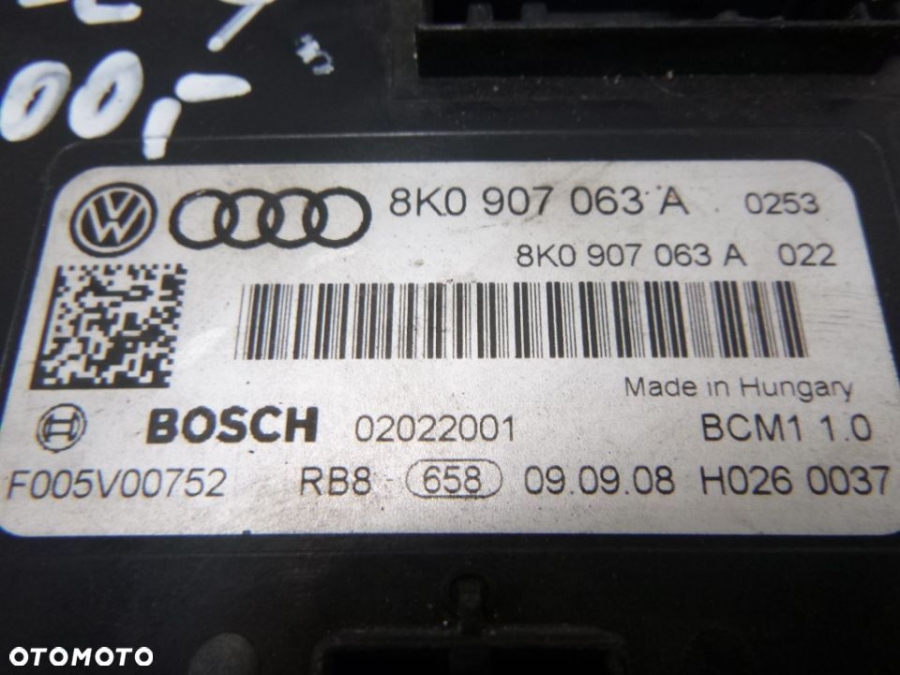 00,-
8K0 907 063 A 0253
8K0 907 063 A 022
Made in Hungary
BOSCH 02022001 BCM1 1.0
F005V00752 RB8 658 09.09.08 H026 0037
OTOMOTO